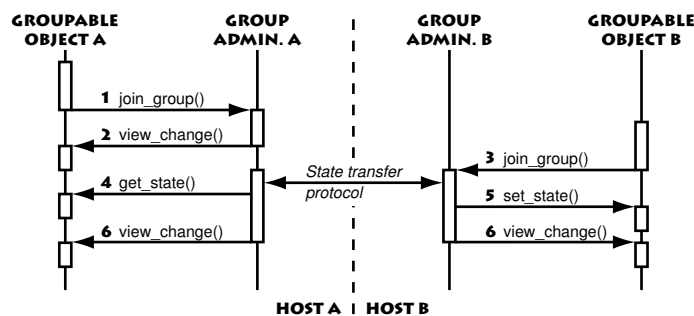 GROUPABLE OBJECT A
GROUP ADMIN. A
GROUP ADMIN. B
GROUPABLE OBJECT B
1 join_group()
2 view_change()
3 join_group()
4 get_state()
State transfer protocol
5 set_state()
6 view_change()
6 view_change()
HOST A
HOST B